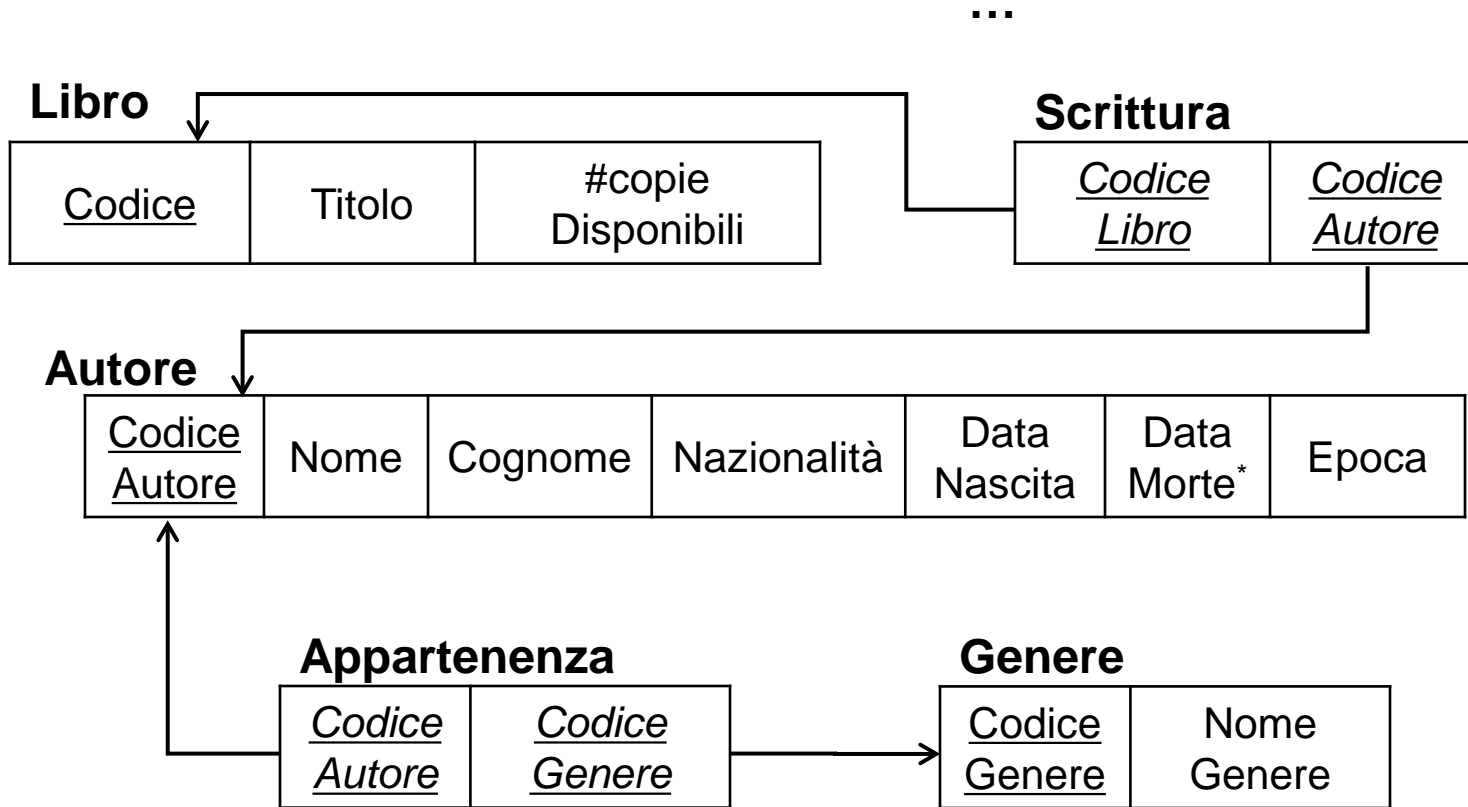 ...
Libro
Scrittura
Codice
Titolo
#copie
Disponibili
Codice
Libro
Codice
Autore
Autore
Codice
Autore
Nome
Cognome
Nazionalità
Data
Nascita
Data
Morte*
Epoca
Appartenenza
Genere
Codice
Autore
Codice
Genere
Codice
Genere
Nome
Genere